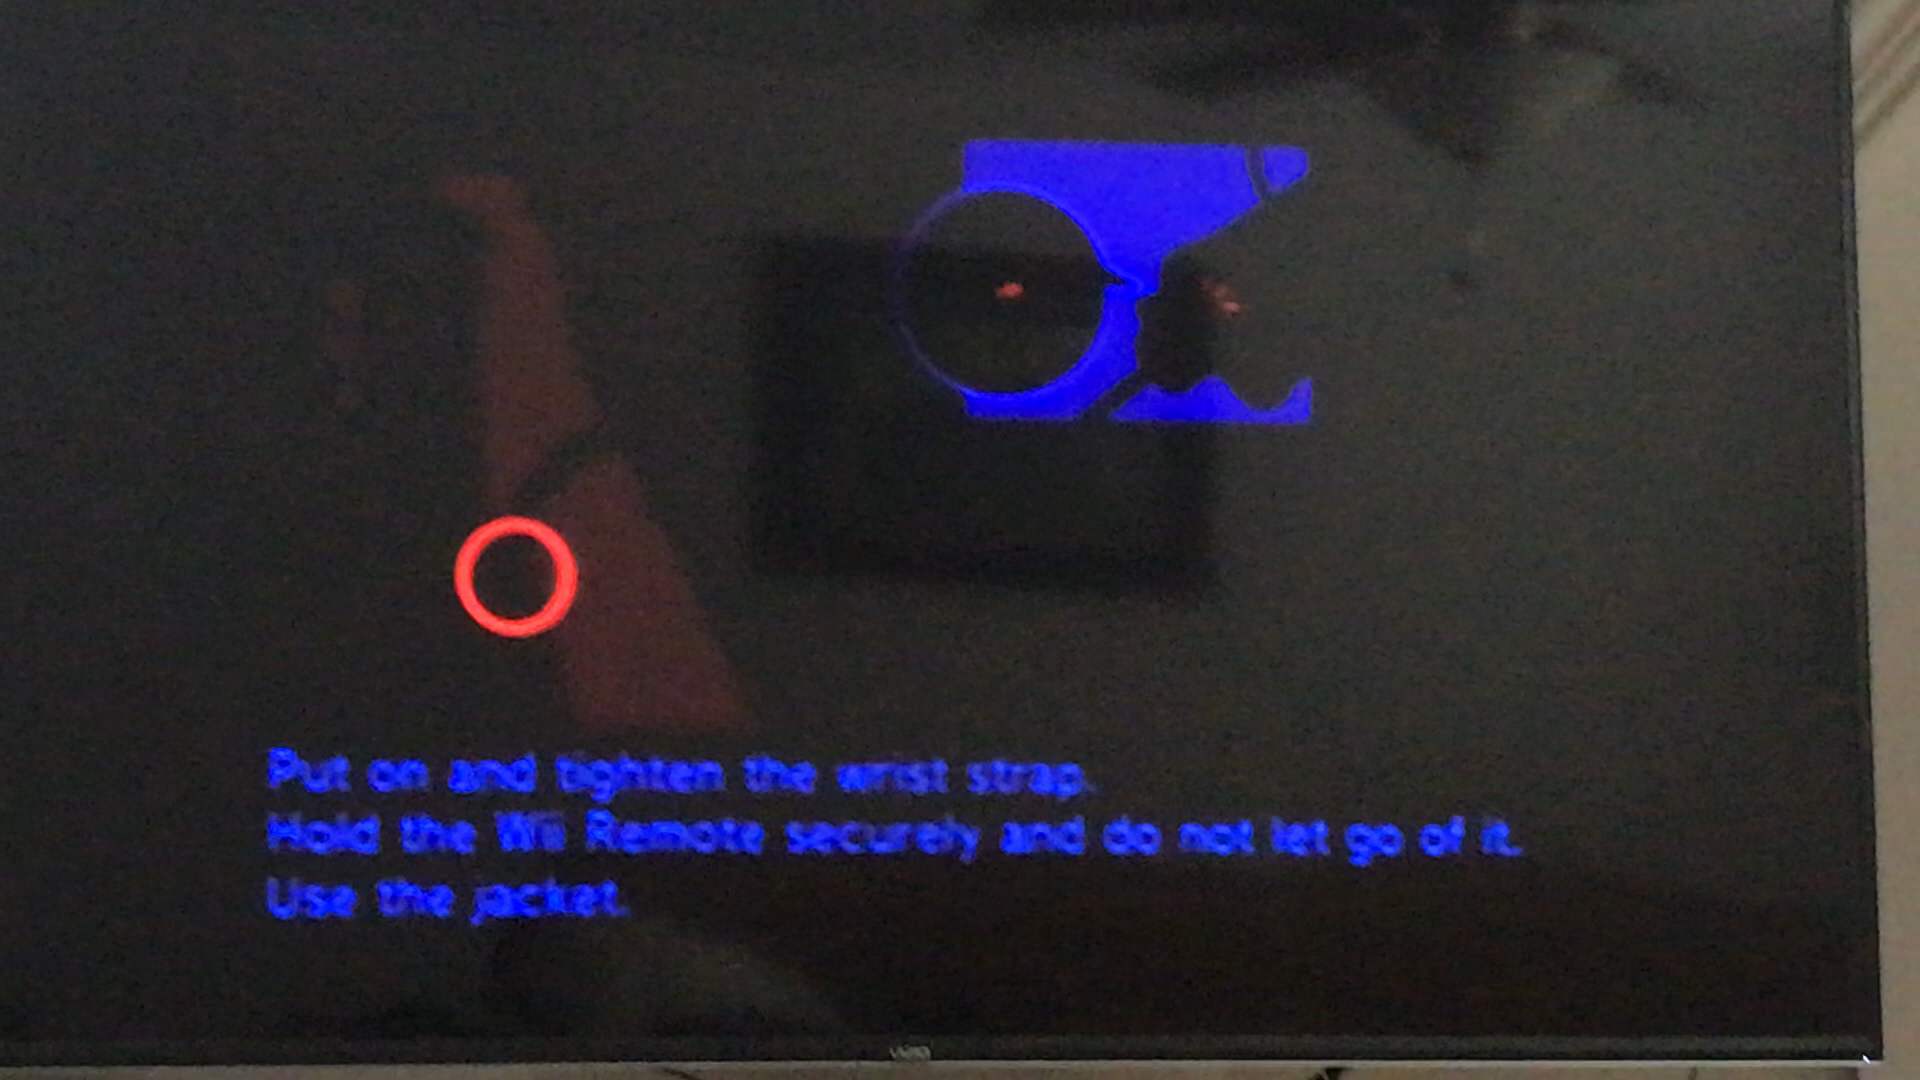 Put on and tighten the wrist strap.
Hold the Wii Remote securely and do not let go of it.
Use the jacket.
VIZIO